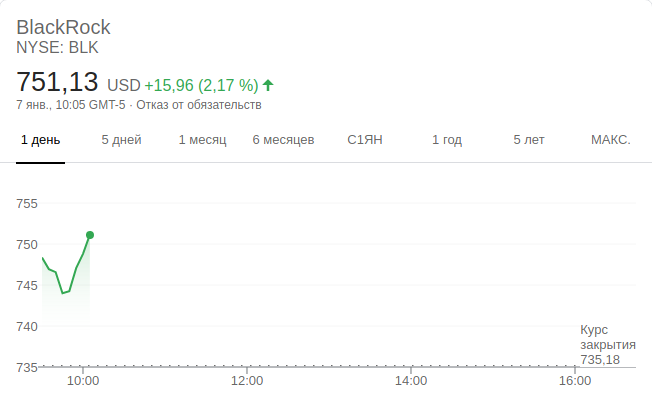 BlackRock
NYSE: BLK
751,13 USD +15,96 (2,17 %)
7 янв., 10:05 GMT-5 · Отказ от обязательств
1 день 5 дней 1 месяц 6 месяцев С1ЯН 1 год 5 лет МАКС.
755
750
745
740
735
Курс
закрытия
735,18
10:00 12:00 14:00 16:00